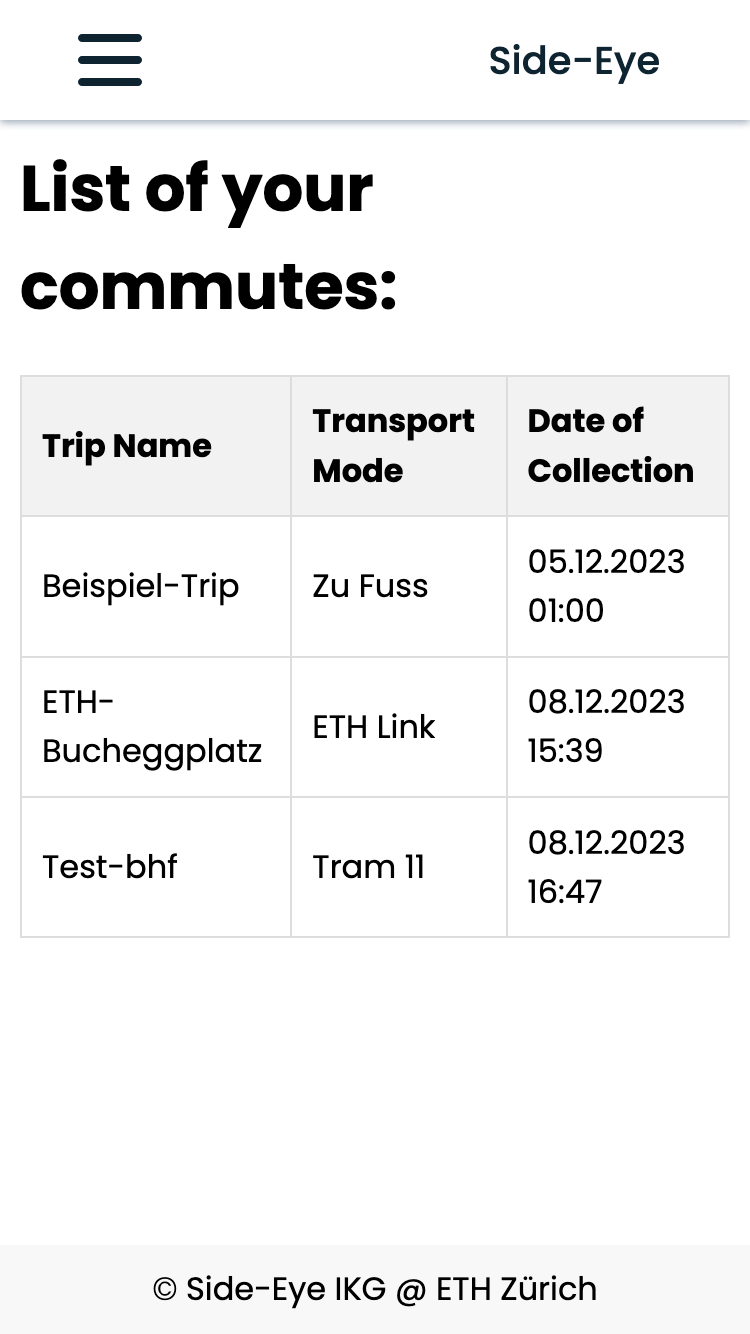 Side-Eye
List of your
commutes:
Trip Name
Transport
Mode
Date of
Collection
Beispiel-Trip
Zu Fuss
05.12.2023
01:00
ETH-
Bucheggplatz
ETH Link
08.12.2023
15:39
Test-bhf
Tram 11
08.12.2023
16:47
© Side-Eye IKG @ ETH Zürich